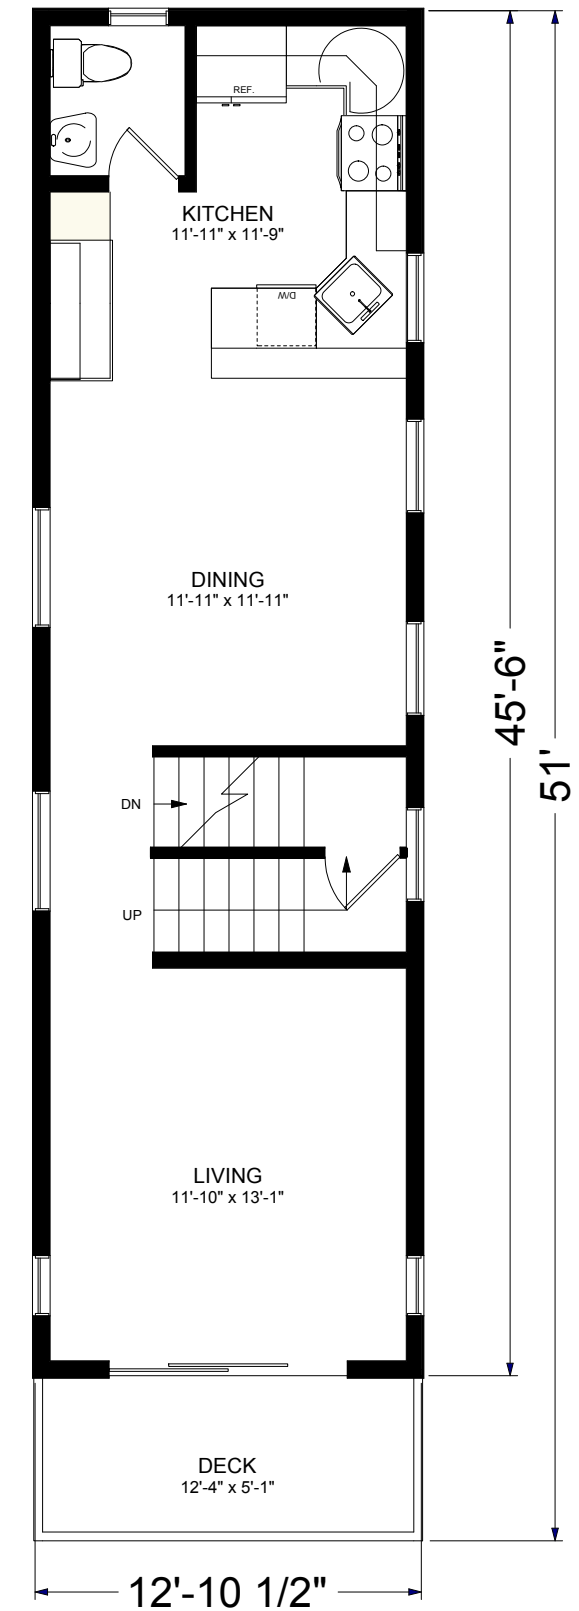 REF.
KITCHEN
11'-11" x 11'-9"
D/W
DINING
11'-11" x 11'-11"
45'-6"
51'
DN
UP
LIVING
11'-10" x 13'-1"
DECK
12'-4" x 5'-1"
12'-10 1/2"